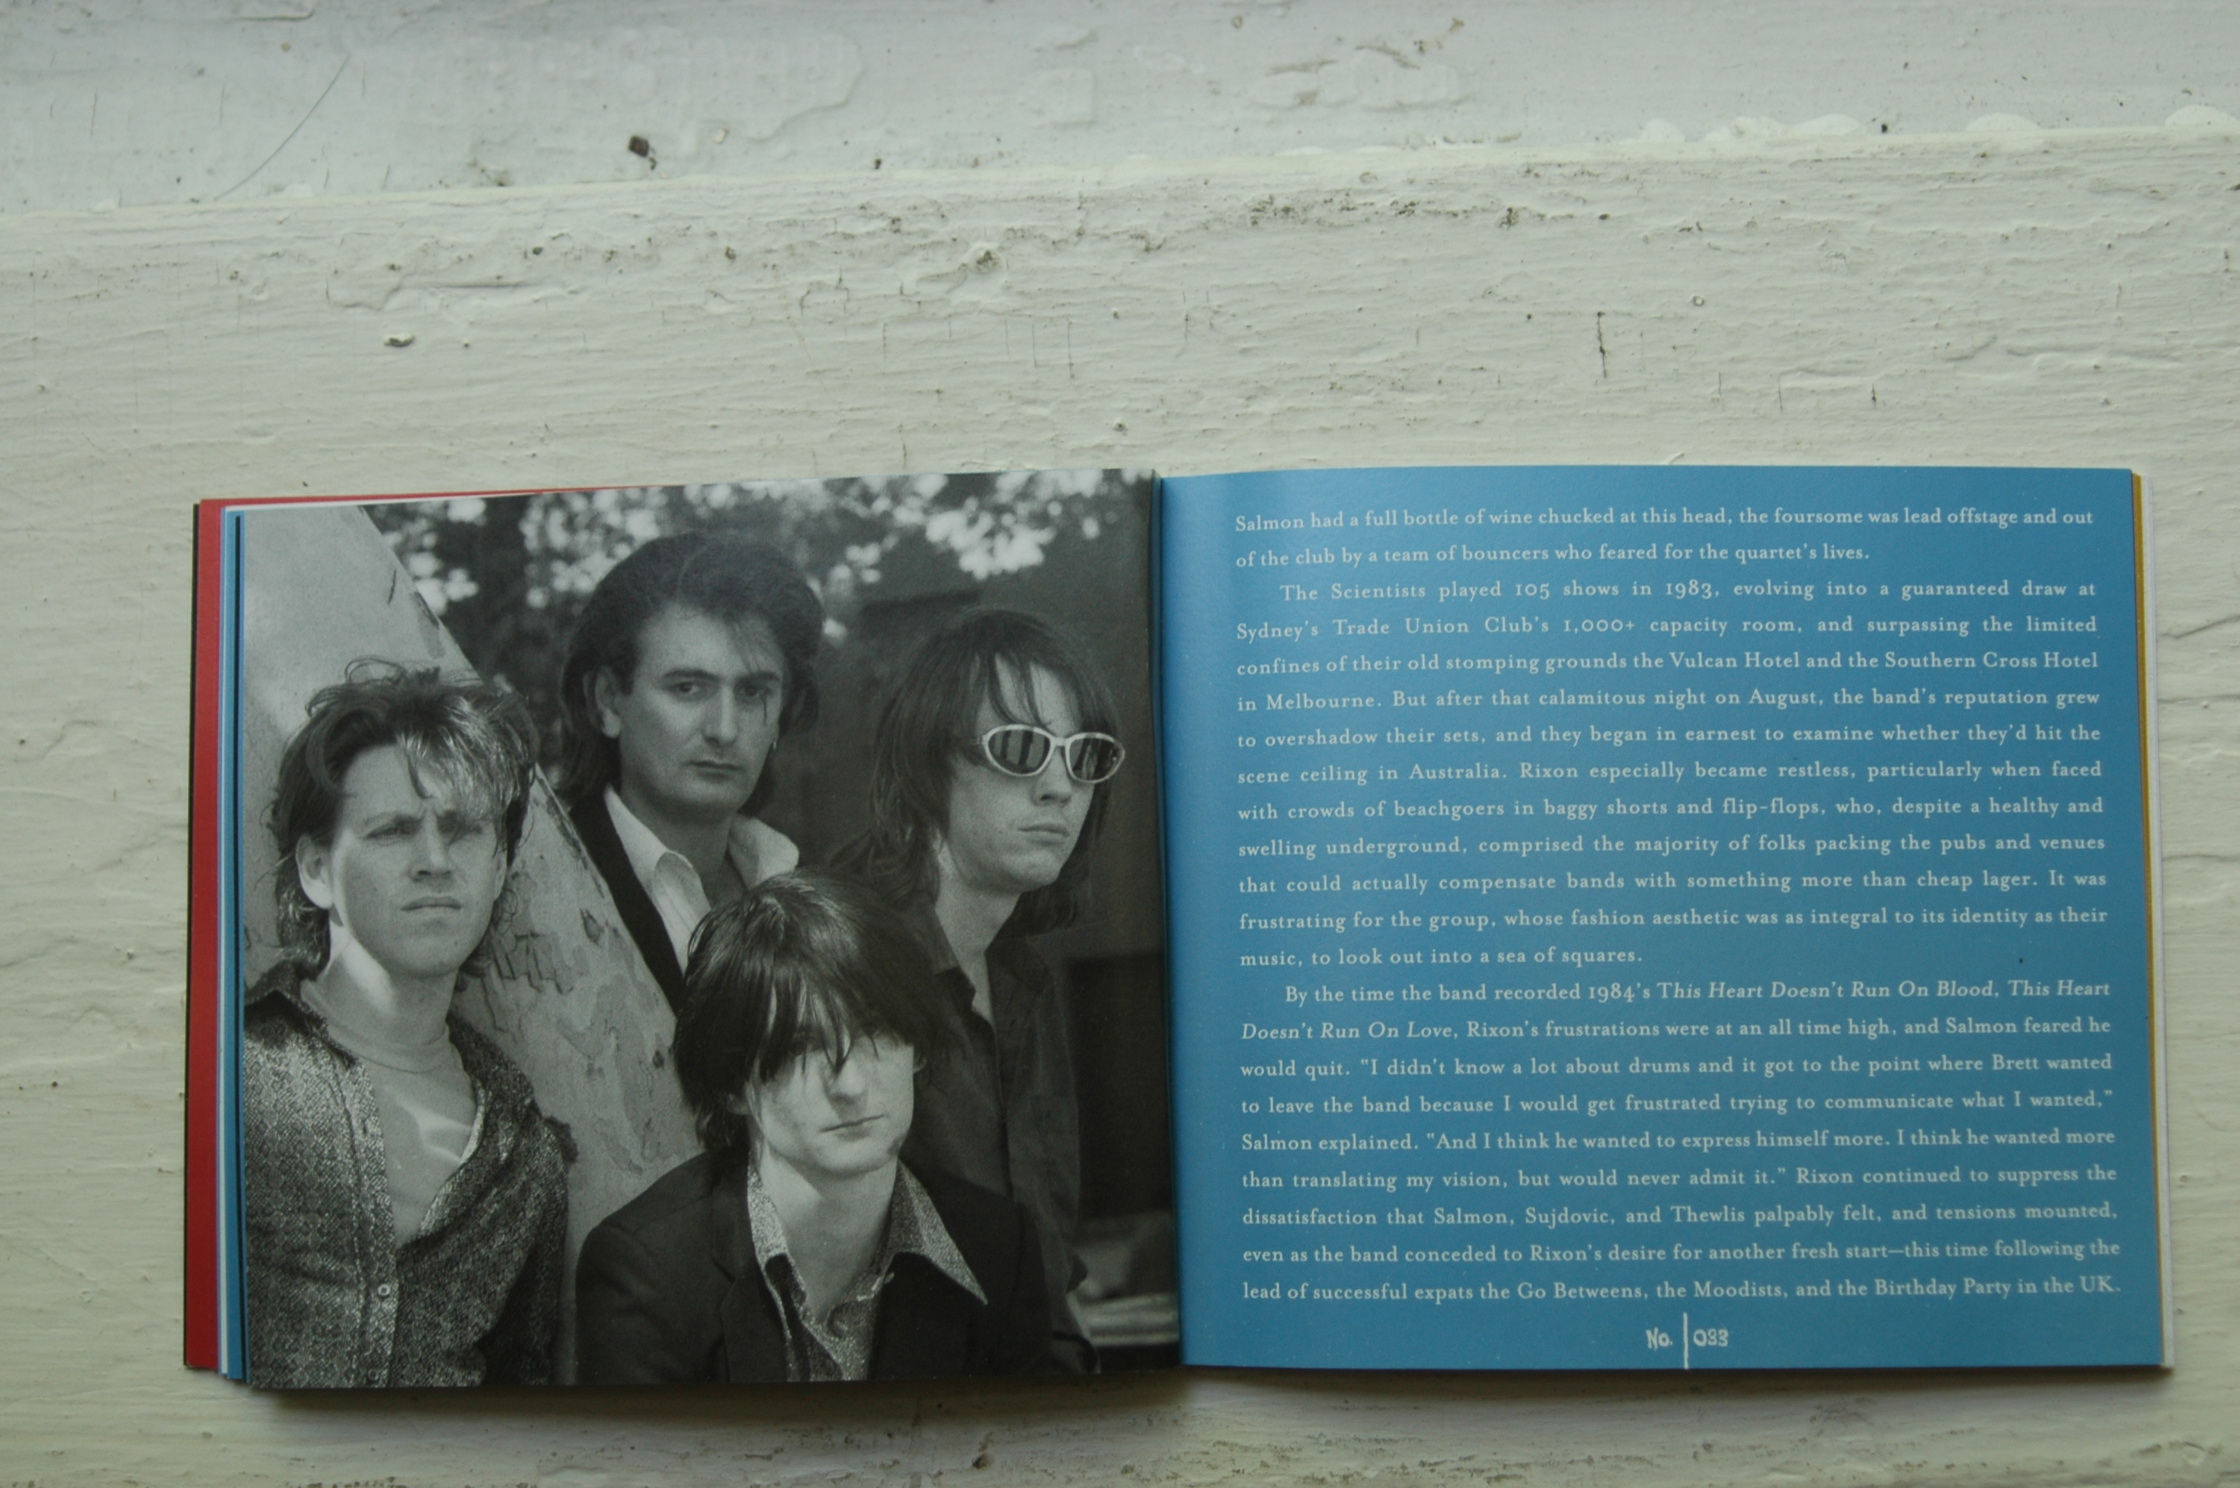 Salmon had a full bottle of wine chucked at this head, the foursome was lead offstage and out
of the club by a team of bouncers who feared for the quartet's lives.
The Scientists played 105 shows in 1983, evolving into a guaranteed draw at
Sydney's Trade Union Club's 1,000+ capacity room, and surpassing the limited
confines of their old stomping grounds the Vulcan Hotel and the Southern Cross Hotel
in Melbourne. But after that calamitous night on August, the band's reputation grew
to overshadow their sets, and they began in earnest to examine whether they'd hit the
scene ceiling in Australia. Rixon especially became restless, particularly when faced
with crowds of beachgoers in baggy shorts and flip-flops, who, despite a healthy and
swelling underground, comprised the majority of folks packing the pubs and venues
that could actually compensate bands with something more than cheap lager. It was
frustrating for the group, whose fashion aesthetic was as integral to its identity as their
music, to look out into a sea of squares.
By the time the band recorded 1984's This Heart Doesn't Run On Blood, This Heart
Doesn't Run On Love, Rixon's frustrations were at an all time high, and Salmon feared he
would quit. "I didn't know a lot about drums and it got to the point where Brett wanted
to leave the band because I would get frustrated trying to communicate what I wanted,"
Salmon explained. "And I think he wanted to express himself more. I think he wanted more
than translating my vision, but would never admit it." Rixon continued to suppress the
dissatisfaction that Salmon, Sujdovic, and Thewlis palpably felt, and tensions mounted,
even as the band conceded to Rixon's desire for another fresh start—this time following the
lead of successful expats the Go Betweens, the Moodists, and the Birthday Party in the UK.
No. 033